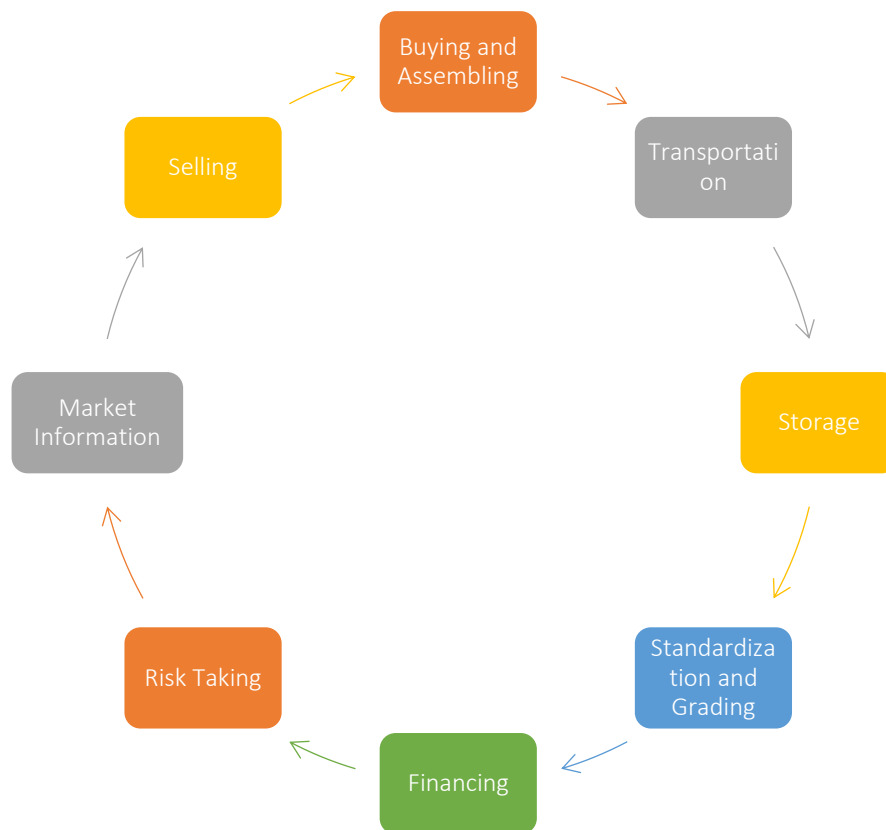 Buying and
Assembling
Transportati
on
Storage
Standardiza
tion and
Grading
Financing
Risk Taking
Market
Information
Selling